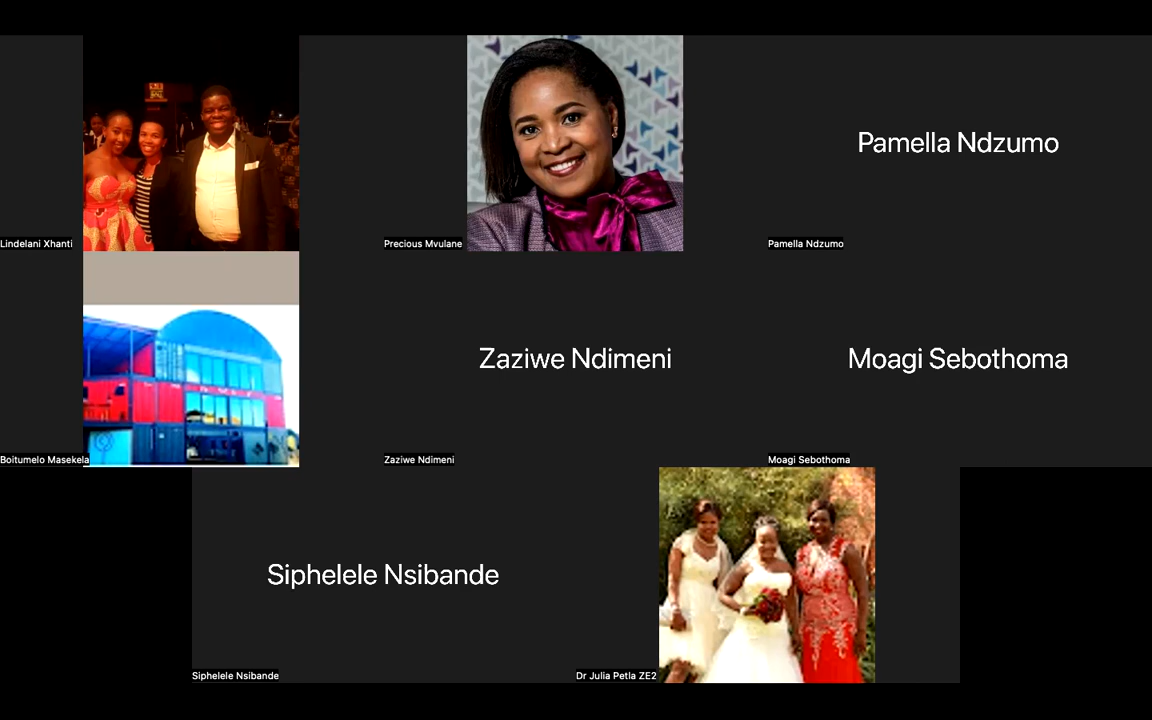 Pamella Ndzumo
Lindelani Xhanti
Precious Mvulane
Pamella Ndzumo
Zaziwe Ndimeni
Moagi Sebothoma
Boitumelo Masekela
Zaziwe Ndimeni
Moagi Sebothoma
Siphelele Nsibande
Siphelele Nsibande
Dr Julia Petla ZE2